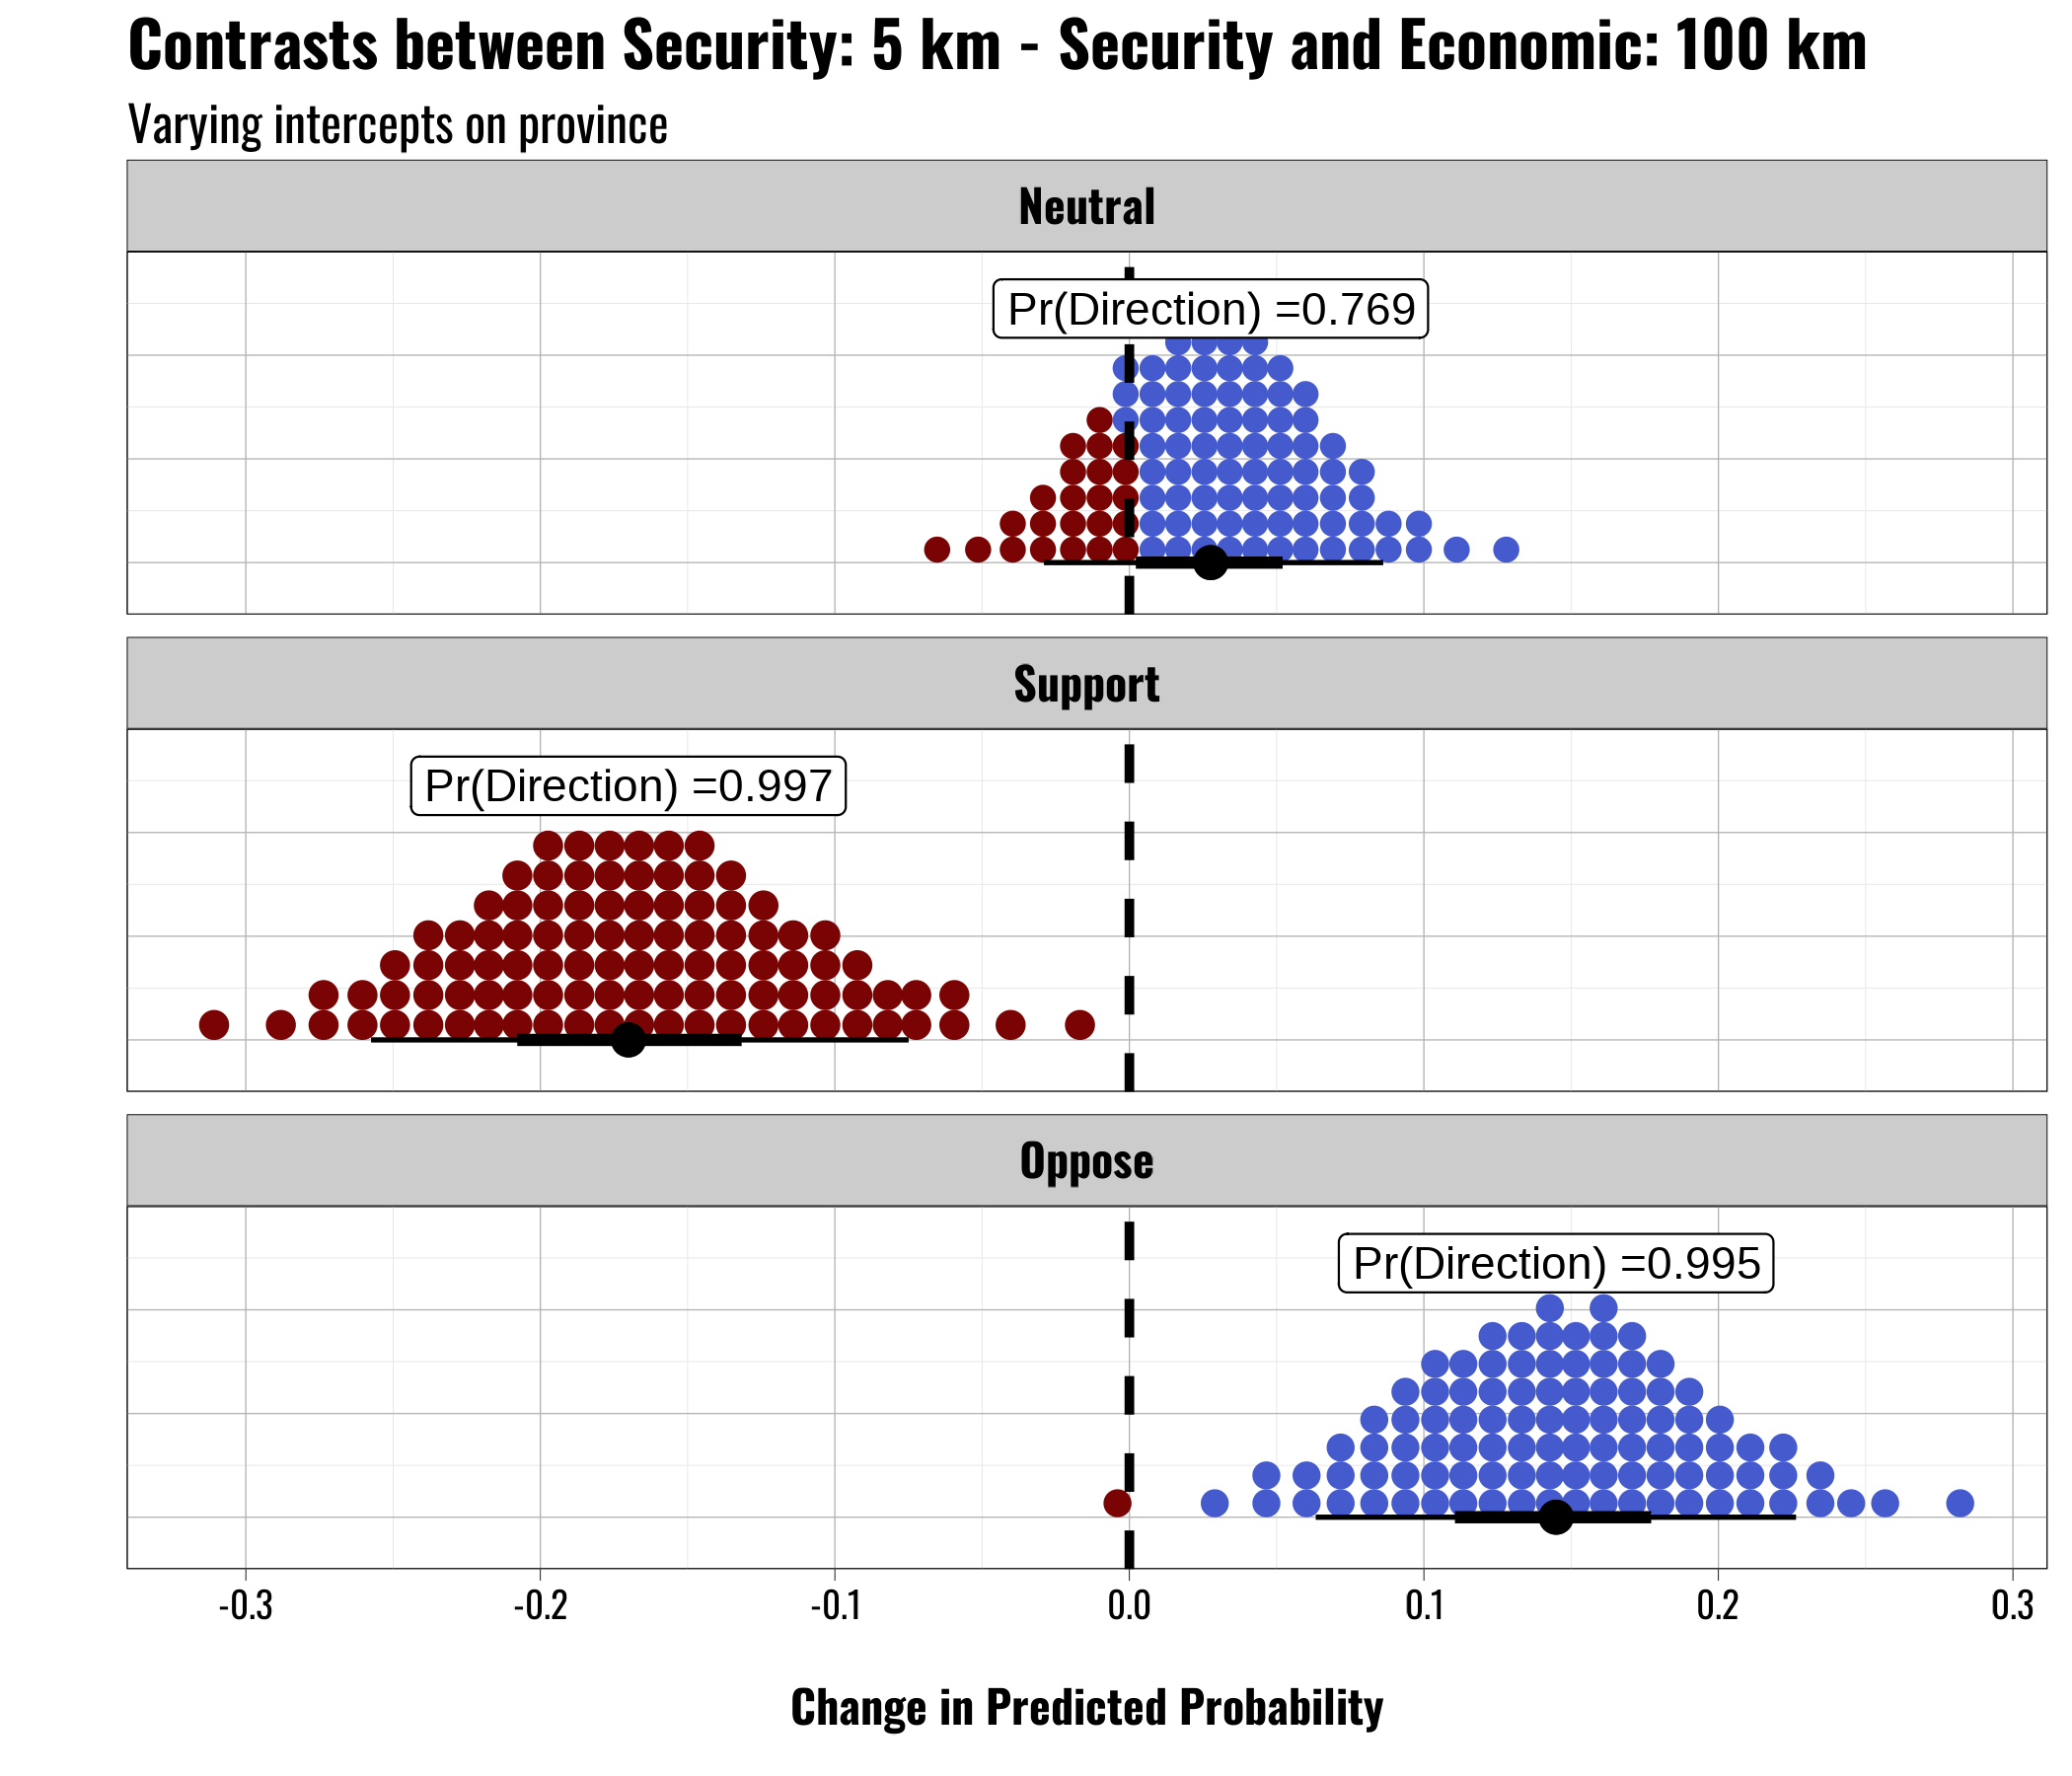 Contrasts between Security: 5 km - Security and Economic: 100 km
Varying intercepts on province
Neutral
Pr(Direction) =0.769
Support
Pr(Direction) =0.997
Oppose
Pr(Direction) =0.995
-0.3 -0.2 -0.1 0.0 0.1 0.2 0.3
Change in Predicted Probability